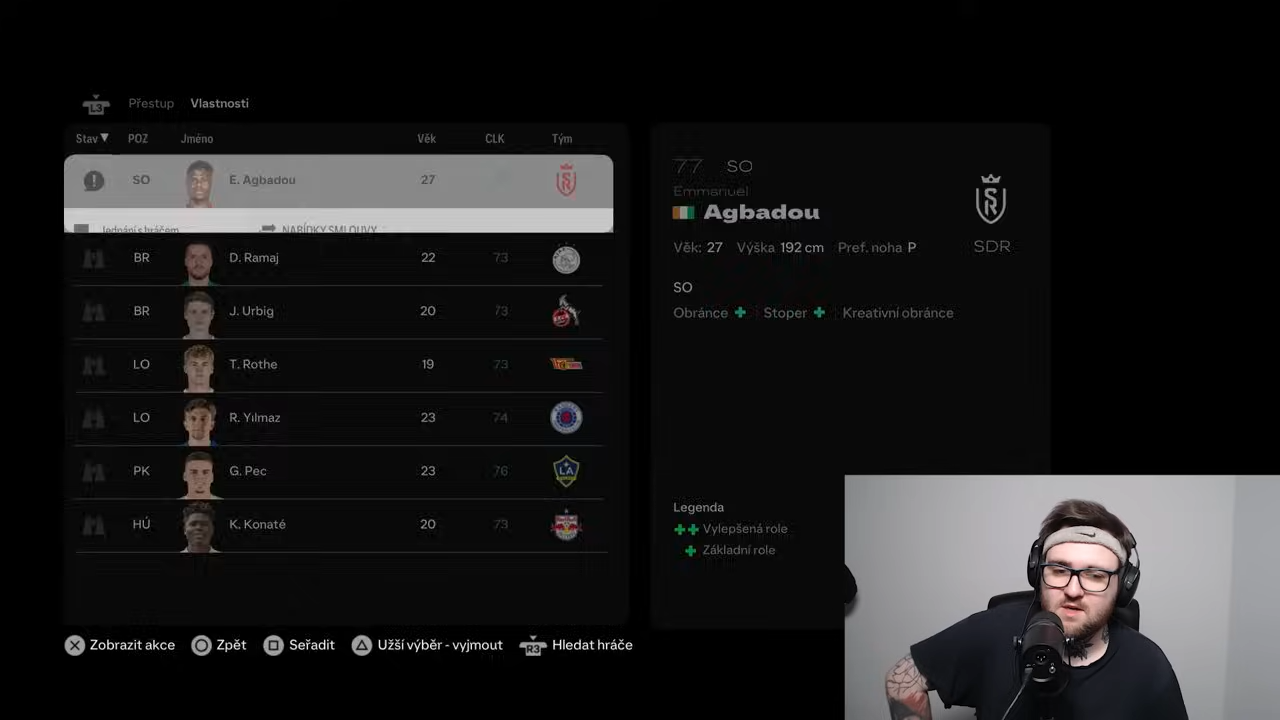 L3 Přestup Vlastnosti
Stav POZ Jméno Věk CLK Tým
SO E. Agbadou 27
Jednání s hráčem NABÍDKY SMLOUVY
BR D. Ramaj 22 73
BR J. Urbig 20 73
LO T. Rothe 19 73
LO R. Yılmaz 23 74
PK G. Pec 23 76
HÚ K. Konaté 20 73
77 SO
Emmanuel
Agbadou
SDR
Věk: 27 Výška 192 cm Pref. noha P
SO
Obránce + Stoper + Kreativní obránce
Legenda
++ Vylepšená role
+ Základní role
Zobrazit akce Zpět Seřadit Užší výběr - vyjmout R3 Hledat hráče